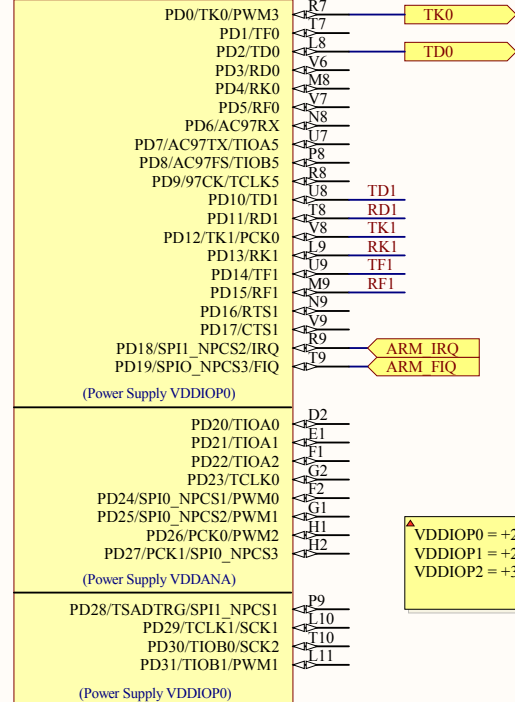 PD0/TK0/PWM3 R7 TK0
PD1/TF0 T7
PD2/TD0 L8 TD0
PD3/RD0 V6
PD4/RK0 M8
PD5/RF0 V7
PD6/AC97RX N8
PD7/AC97TX/TIOA5 U7
PD8/AC97FS/TIOB5 P8
PD9/97CK/TCLK5 R8
PD10/TD1 U8 TD1
PD11/RD1 T8 RD1
PD12/TK1/PCK0 V8 TK1
PD13/RK1 L9 RK1
PD14/TF1 U9 TF1
PD15/RF1 M9 RF1
PD16/RTS1 N9
PD17/CTS1 V9
PD18/SPI1_NPCS2/IRQ R9 ARM_IRQ
PD19/SPIO_NPCS3/FIQ T9 ARM_FIQ
(Power Supply VDDIOP0)
PD20/TIOA0 D2
PD21/TIOA1 E1
PD22/TIOA2 F1
PD23/TCLK0 G2
PD24/SPI0_NPCS1/PWM0 F2
PD25/SPI0_NPCS2/PWM1 G1
PD26/PCK0/PWM2 H1
PD27/PCK1/SPI0_NPCS3 H2
(Power Supply VDDANA)
VDDIOP0 = +2
VDDIOP1 = +2
VDDIOP2 = +3
PD28/TSADTRG/SPI1_NPCS1 P9
PD29/TCLK1/SCK1 L10
PD30/TIOB0/SCK2 T10
PD31/TIOB1/PWM1 L11
(Power Supply VDDIOP0)